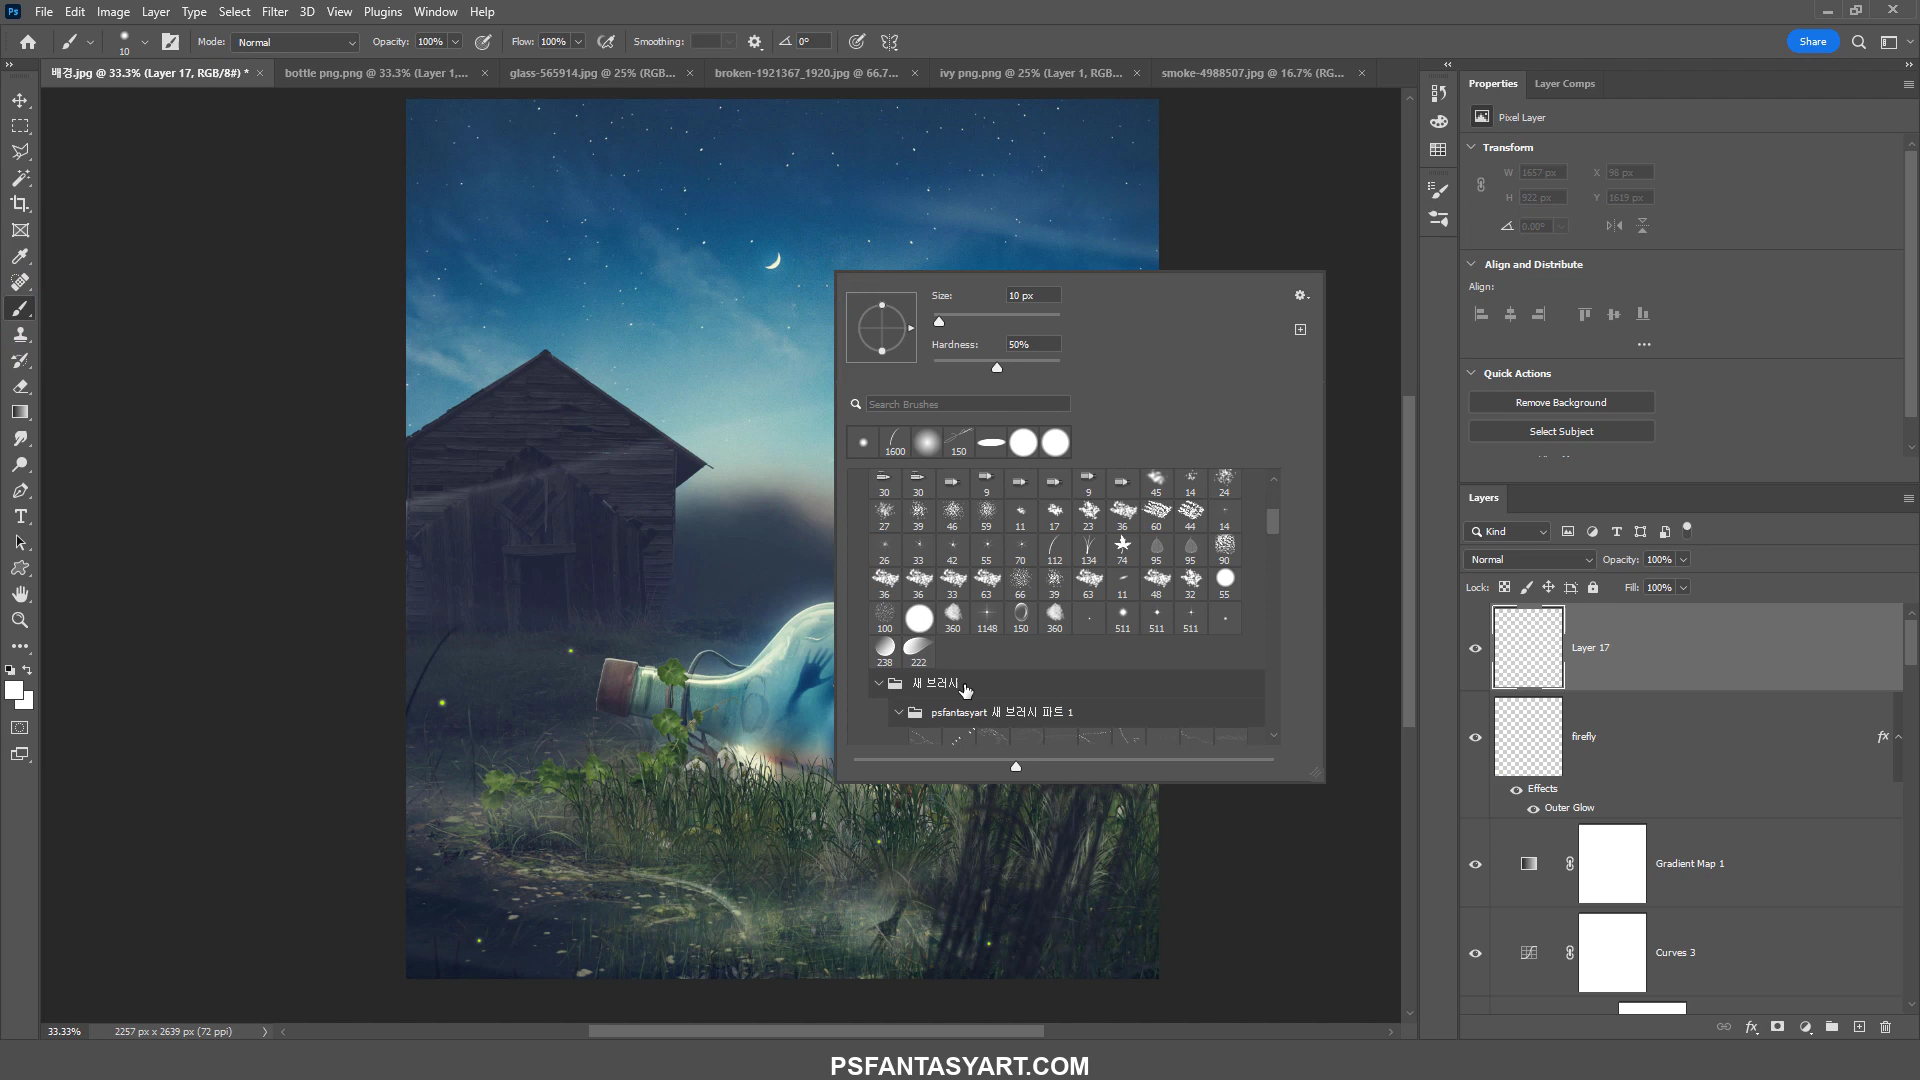 Ps File Edit Image Layer Type Select Filter 3D View Plugins Window Help
10 Mode: Normal Opacity: 100% Flow: 100% Smoothing: 0° Share
배경.jpg @ 33.3% (Layer 17, RGB/8#) * bottle png.png @ 33.3% (Layer 1,... glass-565914.jpg @ 25% (RGB... broken-1921367_1920.jpg @ 66.7... ivy png.png @ 25% (Layer 1, RGB... smoke-4988507.jpg @ 16.7% (RG...
Size: 10 px
Hardness: 50%
Search Brushes
1600 150
30 30 9 9 45 14 24
27 39 46 59 11 17 23 36 60 44 14
26 33 42 55 70 112 134 74 95 95 90
36 36 33 63 66 39 63 11 48 32 55
100 360 1148 150 360 511 511 511
238 222
새 브러시
psfantasyart 새 브러시 파트 1
Properties Layer Comps
Pixel Layer
Transform
W 1657 px X 98 px
H 922 px Y 1619 px
0.00°
Align and Distribute
Align:
Quick Actions
Remove Background
Select Subject
Layers
Kind
Normal Opacity: 100%
Lock: Fill: 100%
Layer 17
firefly fx
Effects
Outer Glow
Gradient Map 1
Curves 3
fx
33.33% 2257 px x 2639 px (72 ppi)
PSFANTASYART.COM